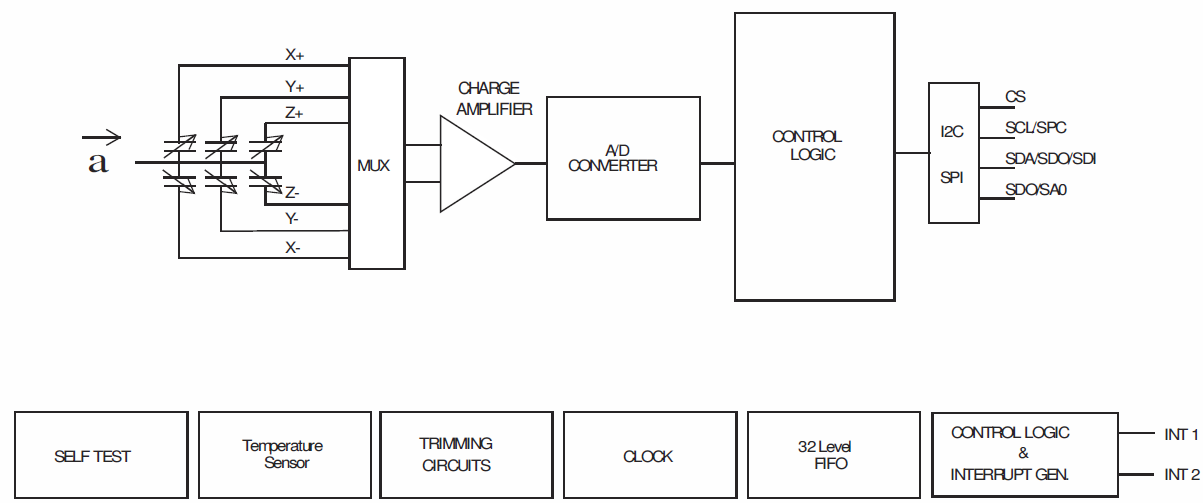 X+
Y+
Z+
a
Z-
Y-
X-
MUX
CHARGE
AMPLIFIER
A/D
CONVERTER
CONTROL
LOGIC
I2C
SPI
CS
SCL/SPC
SDA/SDO/SDI
SDO/SA0
SELF TEST
Temperature
Sensor
TRIMMING
CIRCUITS
CLOCK
32 Level
FIFO
CONTROL LOGIC
&
INTERRUPT GEN.
INT 1
INT 2